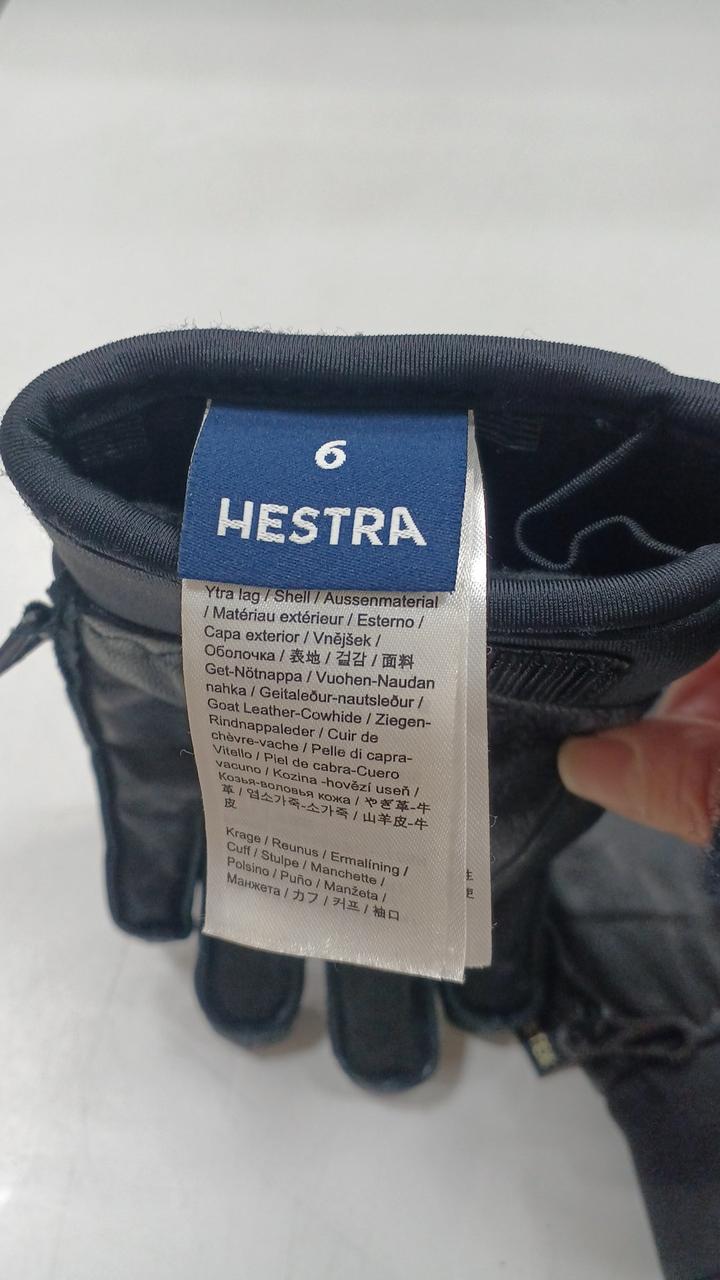 6
HESTRA
Yttra lag / Shell / Aussenmaterial
/ Matériau extérieur / Esterno /
Capa exterior / Vnějšek /
Оболочка / 表地 / 겉감 / 面料
Get-Nötnappa / Vuohen-Naudan
nahka / Geitaleður-nautsleður /
Goat Leather-Cowhide / Ziegen-
Rindnappaleder / Cuir de
chèvre-vache / Pelle di capra-
Vitello / Piel de cabra-Cuero
vacuno / Kozina -hovězí useň /
Козья-воловья кожа / やぎ革-牛
革 / 염소가죽-소가죽 / 山羊皮-牛
皮
Krage / Reunus / Ermalíning /
Cuff / Stulpe / Manchette /
Polsino / Puño / Manžeta /
Манжета / カフ / 커프 / 袖口